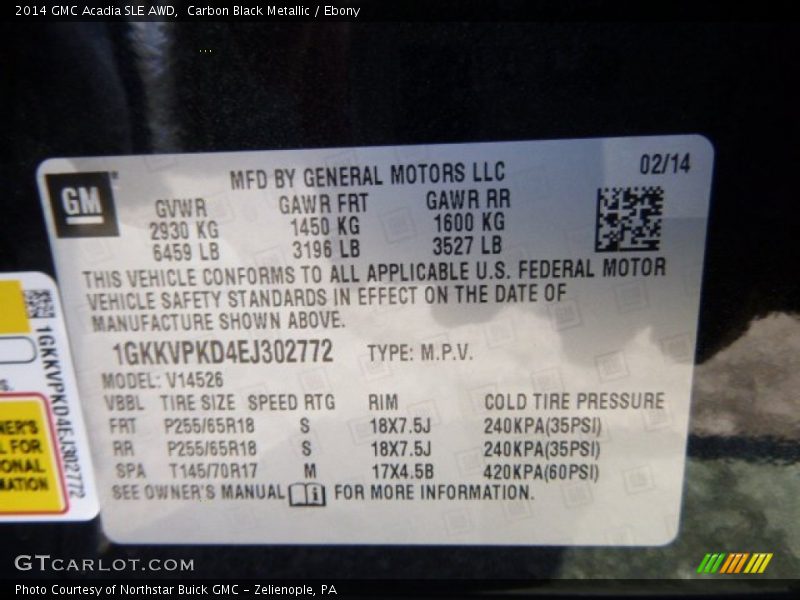 2014 GMC Acadia SLE AWD,  Carbon Black Metallic / Ebony
GM
MFD BY GENERAL MOTORS LLC
02/14
GVWR GAWR FRT GAWR RR
2930 KG 1450 KG 1600 KG
6459 LB 3196 LB 3527 LB
THIS VEHICLE CONFORMS TO ALL APPLICABLE U.S. FEDERAL MOTOR
VEHICLE SAFETY STANDARDS IN EFFECT ON THE DATE OF
MANUFACTURE SHOWN ABOVE.
1GKKVPKD4EJ302772 TYPE: M.P.V.
MODEL: V14526
VBBL TIRE SIZE SPEED RTG RIM COLD TIRE PRESSURE
FRT P255/65R18 S 18X7.5J 240KPA(35PSI)
RR P255/65R18 S 18X7.5J 240KPA(35PSI)
SPA T145/70R17 M 17X4.5B 420KPA(60PSI)
SEE OWNER'S MANUAL FOR MORE INFORMATION.
1GKKVPKD4EJ302772
S.
NER'S
L FOR
IONAL
MATION
GTCARLOT.COM
Photo Courtesy of Northstar Buick GMC - Zelienople, PA